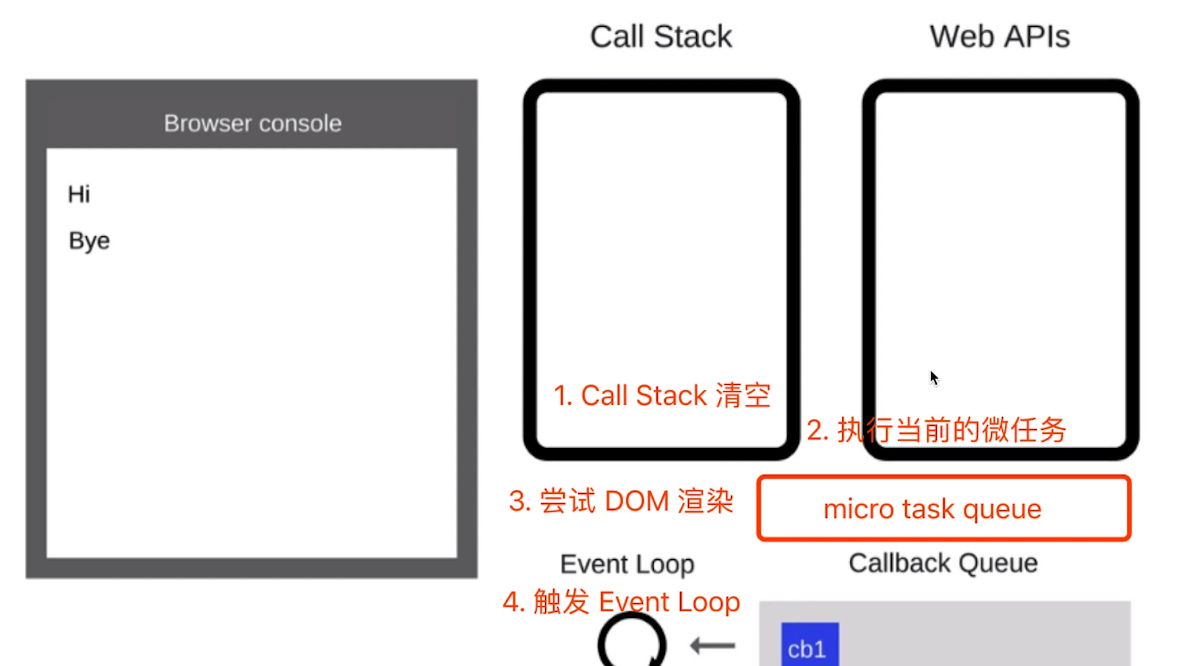 Call Stack
Web APIs
Browser console
Hi
Bye
1. Call Stack 清空
2. 执行当前的微任务
3. 尝试 DOM 渲染
micro task queue
Event Loop
Callback Queue
4. 触发 Event Loop
cb1